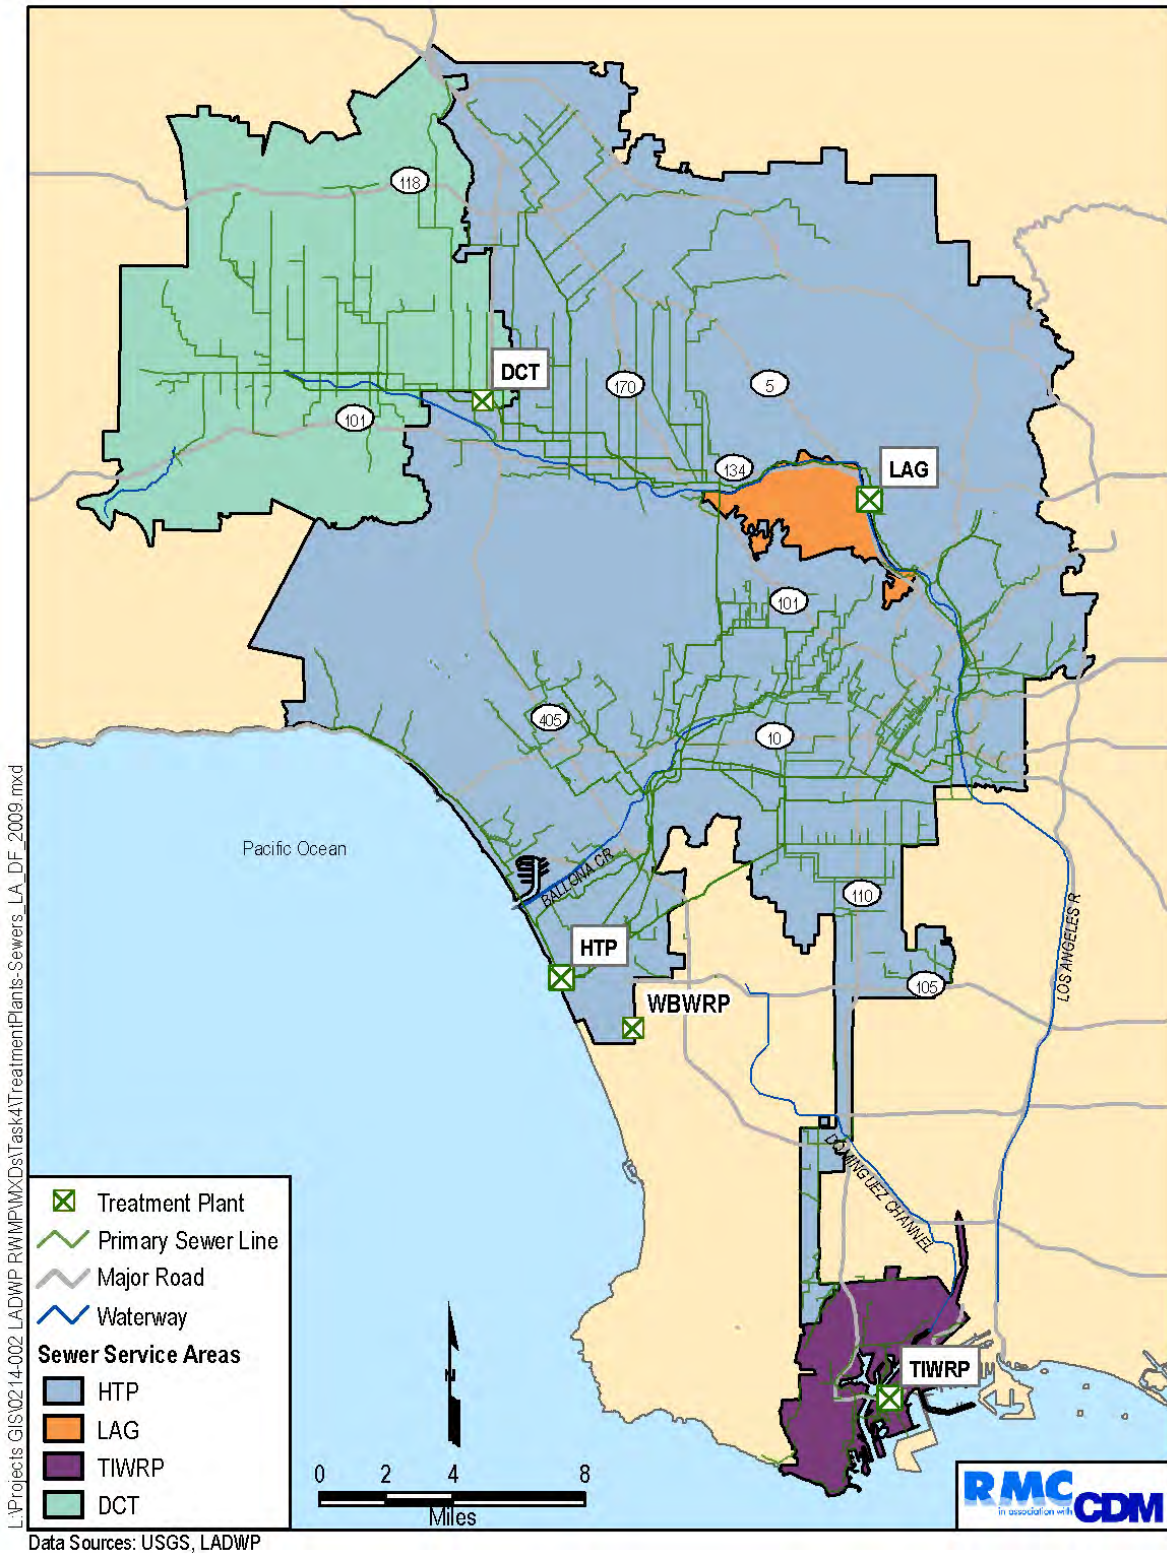 118
DCT
170
5
101
134
LAG
101
405
10
Pacific Ocean
BALLONA CR
110
LOS ANGELES R
HTP
105
WBWRP
DOMINGUEZ CHANNEL
TIWRP
Treatment Plant
Primary Sewer Line
Major Road
Waterway
Sewer Service Areas
HTP
LAG
TIWRP
DCT
N
0 2 4 8
Miles
RMC
in association with CDM
L:\Projects GIS\0214-002 LADWP RWMP\MXDs\Task4\TreatmentPlants-Sewers_LA_DF_2009.mxd
Data Sources: USGS, LADWP